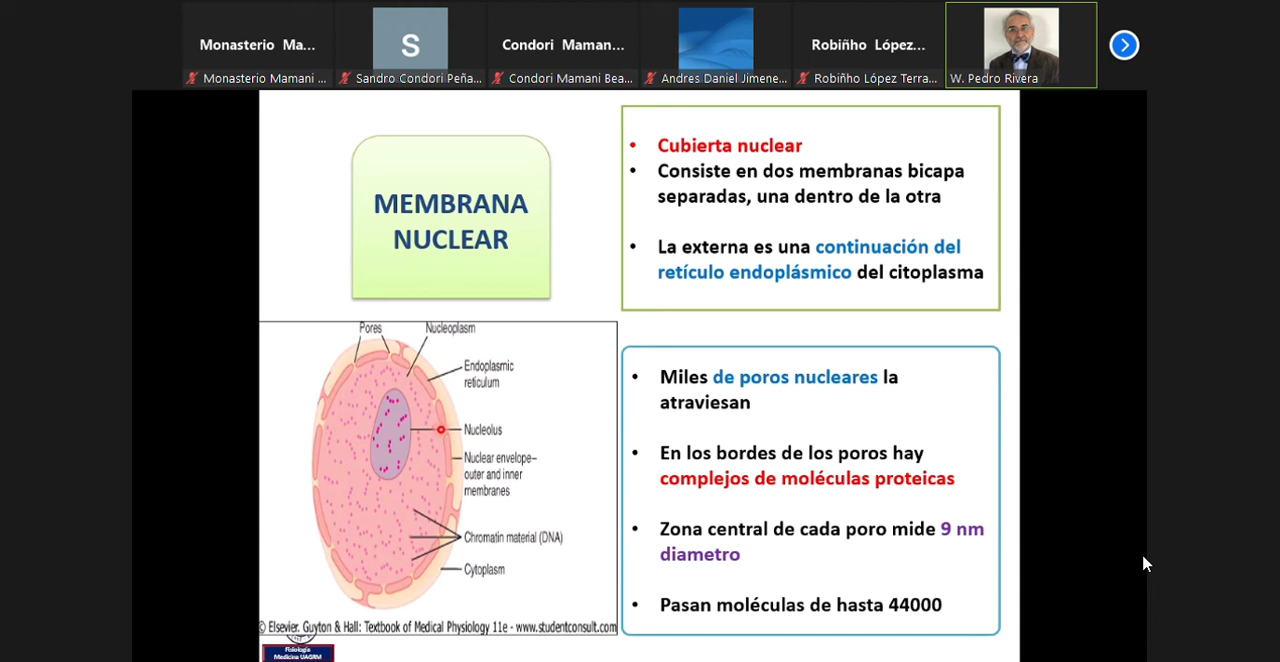 Monasterio Ma...
S
Condori Maman...
Robiñho López...
Monasterio Mamani ...
Sandro Condori Peña...
Condori Mamani Bea...
Andres Daniel Jimene...
Robiñho López Terra...
W. Pedro Rivera
MEMBRANA
NUCLEAR
• Cubierta nuclear
• Consiste en dos membranas bicapa
separadas, una dentro de la otra
• La externa es una continuación del
retículo endoplásmico del citoplasma
Pores
Nucleoplasm
Endoplasmic
reticulum
Nucleolus
Nuclear envelope–
outer and inner
membranes
Chromatin material (DNA)
Cytoplasm
© Elsevier. Guyton & Hall: Textbook of Medical Physiology 11e - www.studentconsult.com
Fisiología
Medicina UAGRM
• Miles de poros nucleares la
atraviesan
• En los bordes de los poros hay
complejos de moléculas proteicas
• Zona central de cada poro mide 9 nm
diametro
• Pasan moléculas de hasta 44000